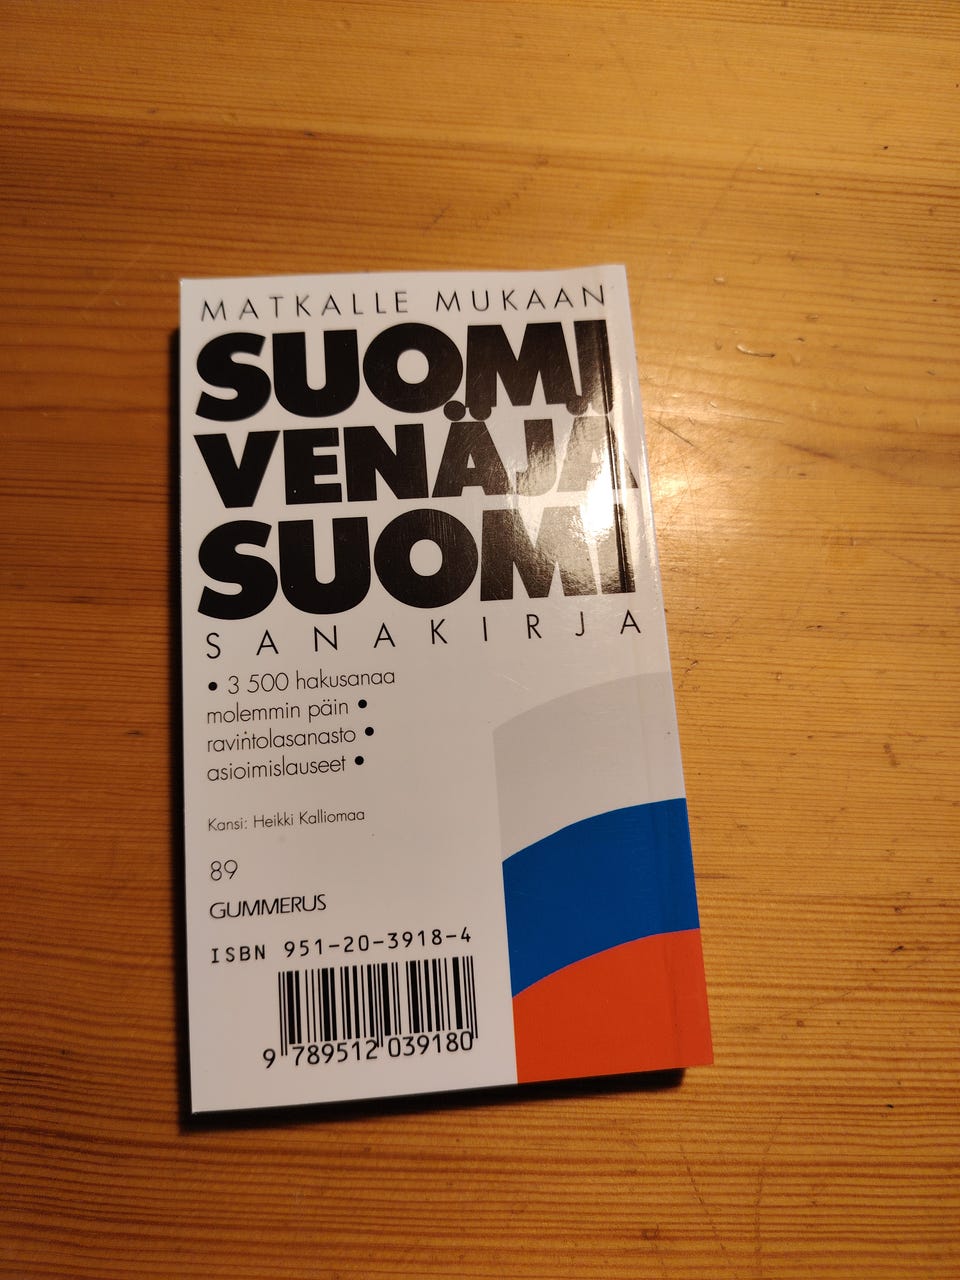 MATKALLE MUKAAN
SUOMI
VENÄJÄ
SUOMI
SANAKIRJA
• 3 500 hakusanaa
molemmin päin •
ravintolasanasto •
asioimislauseet •
Kansi: Heikki Kalliomaa
89
GUMMERUS
ISBN 951-20-3918-4
9 789512 039180